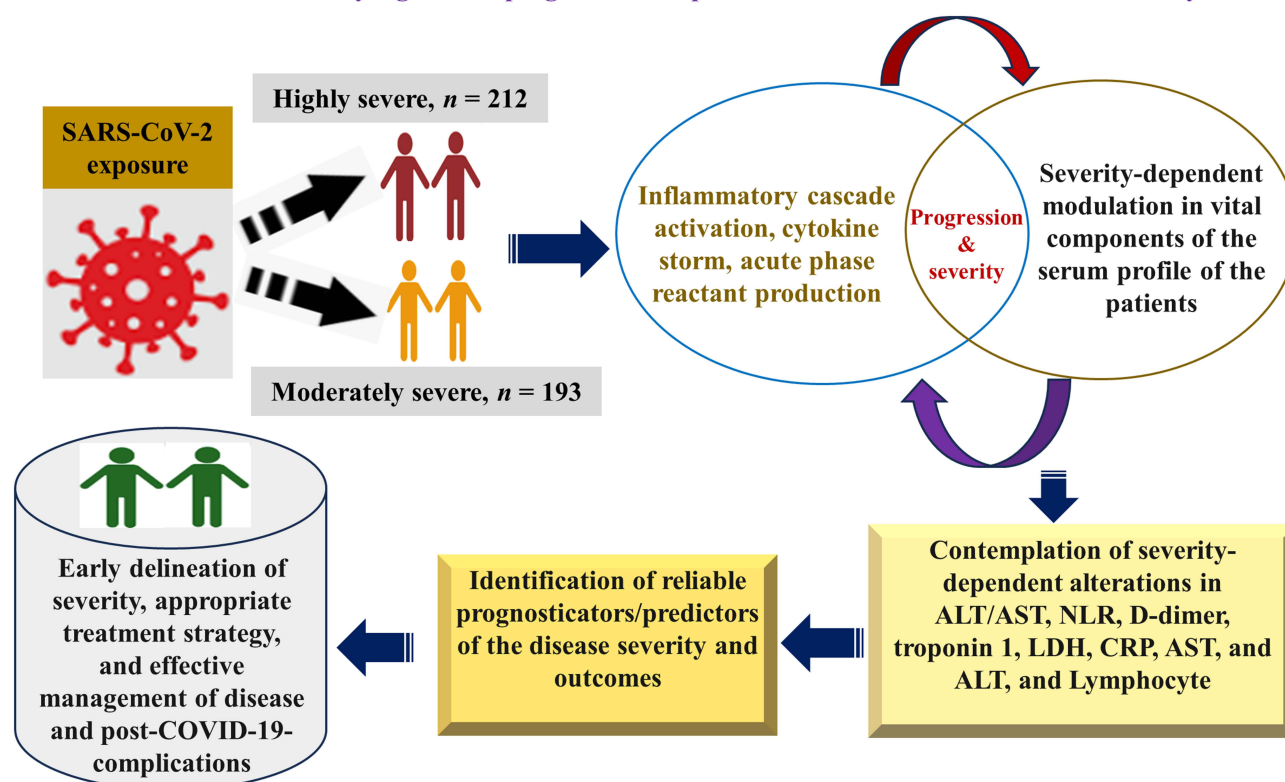 Highly severe, n = 212
SARS-CoV-2
exposure
Moderately severe, n = 193
Inflammatory cascade
activation, cytokine
storm, acute phase
reactant production
Progression
&
severity
Severity-dependent
modulation in vital
components of the
serum profile of the
patients
Contemplation of severity-
dependent alterations in
ALT/AST, NLR, D-dimer,
troponin 1, LDH, CRP, AST, and
ALT, and Lymphocyte
Identification of reliable
prognosticators/predictors
of the disease severity and
outcomes
Early delineation of
severity, appropriate
treatment strategy,
and effective
management of disease
and post-COVID-19-
complications